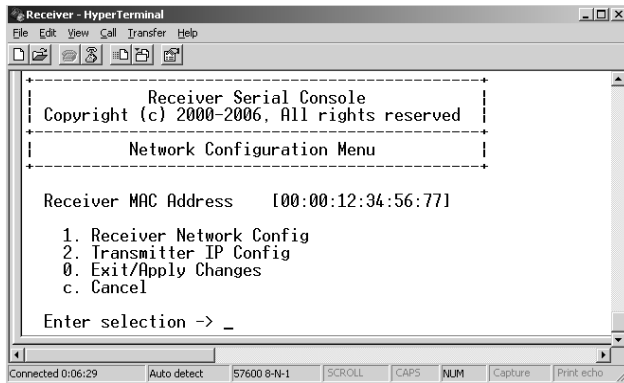 Receiver - HyperTerminal
File Edit View Call Transfer Help
Receiver Serial Console
Copyright (c) 2000-2006, All rights reserved
Network Configuration Menu
Receiver MAC Address [00:00:12:34:56:77]
1. Receiver Network Config
2. Transmitter IP Config
0. Exit/Apply Changes
c. Cancel
Enter selection -> _
Connected 0:06:29 Auto detect 57600 8-N-1 SCROLL CAPS NUM Capture Print echo